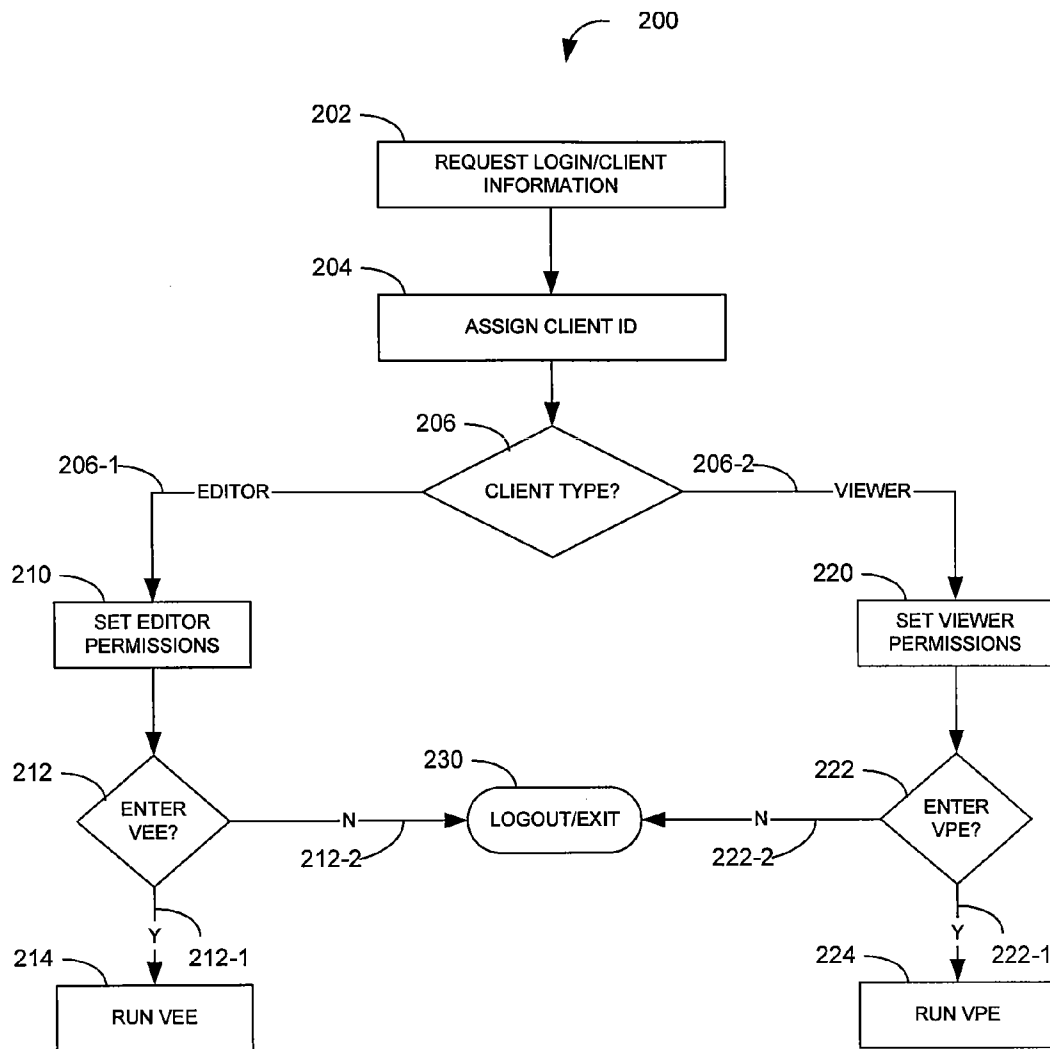 200
202
REQUEST LOGIN/CLIENT
INFORMATION
204
ASSIGN CLIENT ID
206
206-1
EDITOR
CLIENT TYPE?
206-2
VIEWER
210
SET EDITOR
PERMISSIONS
220
SET VIEWER
PERMISSIONS
212
ENTER
VEE?
N
212-2
230
LOGOUT/EXIT
N
222-2
222
ENTER
VPE?
Y
212-1
Y
222-1
214
RUN VEE
224
RUN VPE